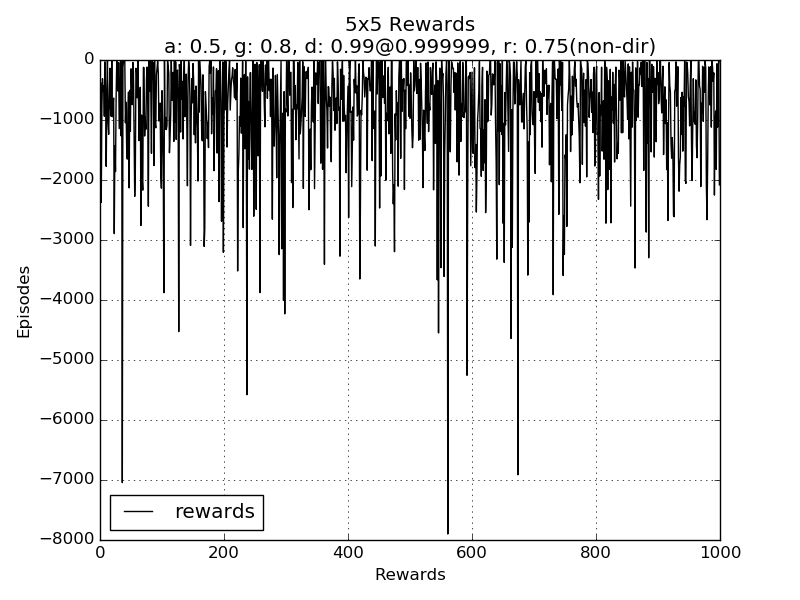 5x5 Rewards
a: 0.5, g: 0.8, d: 0.99@0.999999, r: 0.75(non-dir)
0
−1000
−2000
−3000
−4000
−5000
−6000
−7000
−8000
Episodes
rewards
0 200 400 600 800 1000
Rewards